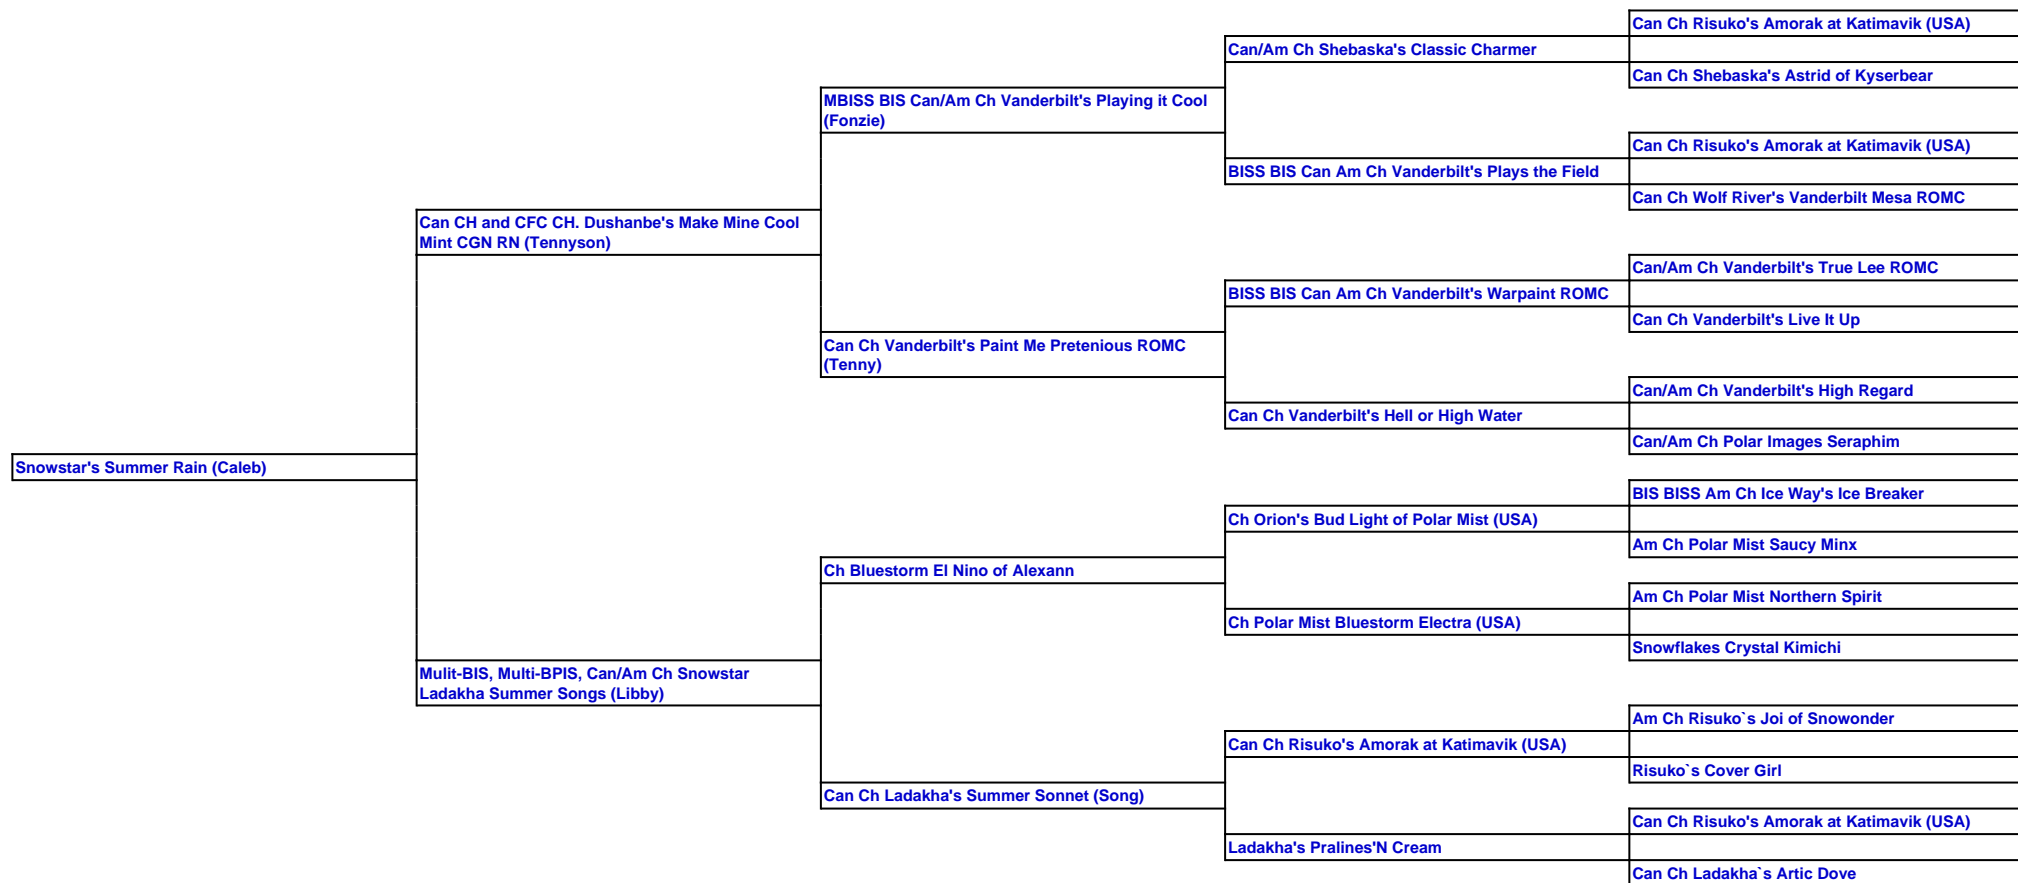 Can Ch Risuko's Amorak at Katimavik (USA)
Can/Am Ch Shebaska's Classic Charmer
Can Ch Shebaska's Astrid of Kyserbear
MBISS BIS Can/Am Ch Vanderbilt's Playing it Cool
(Fonzie)
Can Ch Risuko's Amorak at Katimavik (USA)
BISS BIS Can Am Ch Vanderbilt's Plays the Field
Can Ch Wolf River's Vanderbilt Mesa ROMC
Can CH and CFC CH. Dushanbe's Make Mine Cool
Mint CGN RN (Tennyson)
Can/Am Ch Vanderbilt's True Lee ROMC
BISS BIS Can Am Ch Vanderbilt's Warpaint ROMC
Can Ch Vanderbilt's Live It Up
Can Ch Vanderbilt's Paint Me Pretenious ROMC
(Tenny)
Can/Am Ch Vanderbilt's High Regard
Can Ch Vanderbilt's Hell or High Water
Can/Am Ch Polar Images Seraphim
Snowstar's Summer Rain (Caleb)
BIS BISS Am Ch Ice Way's Ice Breaker
Ch Orion's Bud Light of Polar Mist (USA)
Am Ch Polar Mist Saucy Minx
Ch Bluestorm El Nino of Alexann
Am Ch Polar Mist Northern Spirit
Ch Polar Mist Bluestorm Electra (USA)
Snowflakes Crystal Kimichi
Mulit-BIS, Multi-BPIS, Can/Am Ch Snowstar
Ladakha Summer Songs (Libby)
Am Ch Risuko`s Joi of Snowonder
Can Ch Risuko's Amorak at Katimavik (USA)
Risuko`s Cover Girl
Can Ch Ladakha's Summer Sonnet (Song)
Can Ch Risuko's Amorak at Katimavik (USA)
Ladakha's Pralines'N Cream
Can Ch Ladakha`s Artic Dove